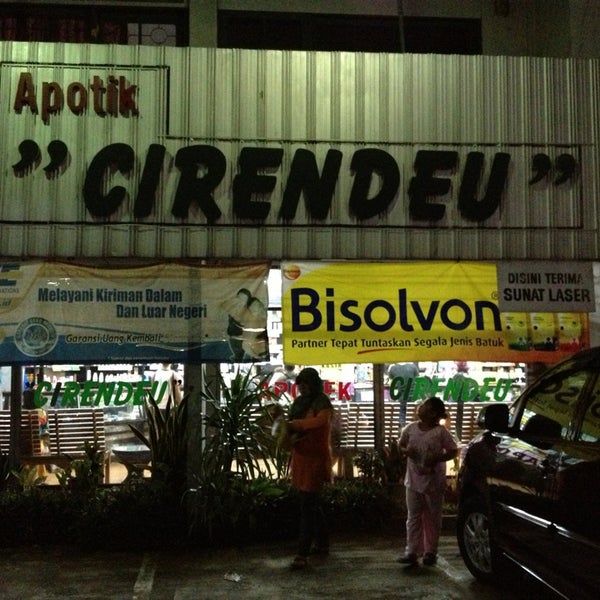 Apotik
"CIRENDEU"
Melayani Kiriman Dalam
Dan Luar Negeri
Garansi Uang Kembali
Bisolvon®
Partner Tepat Tuntaskan Segala Jenis Batuk
DISINI TERIMA
SUNAT LASER
CIRENDEU" APOTEK CIRENDEU